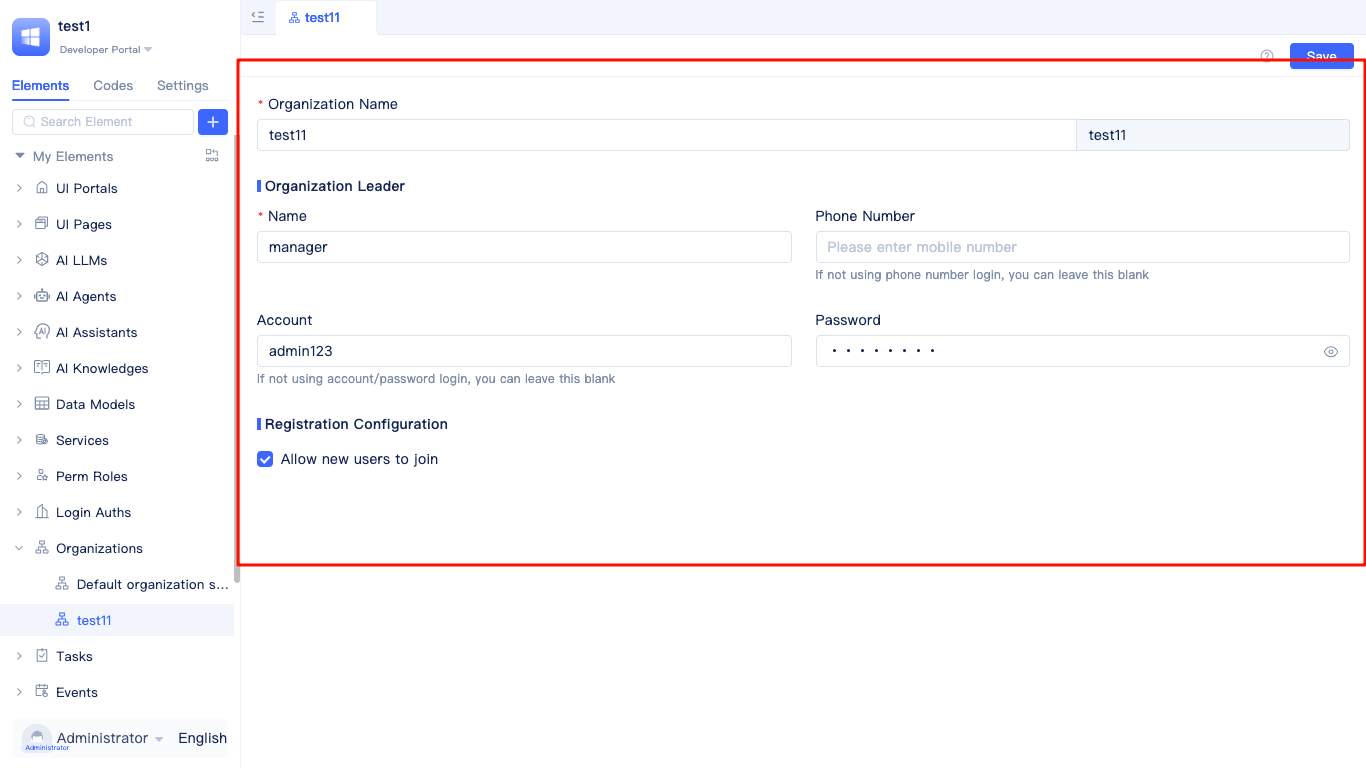 test1
Developer Portal
Elements Codes Settings
Search Element
My Elements
UI Portals
UI Pages
AI LLMs
AI Agents
AI Assistants
AI Knowledges
Data Models
Services
Perm Roles
Login Auths
Organizations
Default organization s...
test11
Tasks
Events
Administrator
Administrator
English
test11
Save
* Organization Name
test11
test11
Organization Leader
* Name
manager
Phone Number
Please enter mobile number
If not using phone number login, you can leave this blank
Account
admin123
If not using account/password login, you can leave this blank
Password
Registration Configuration
Allow new users to join